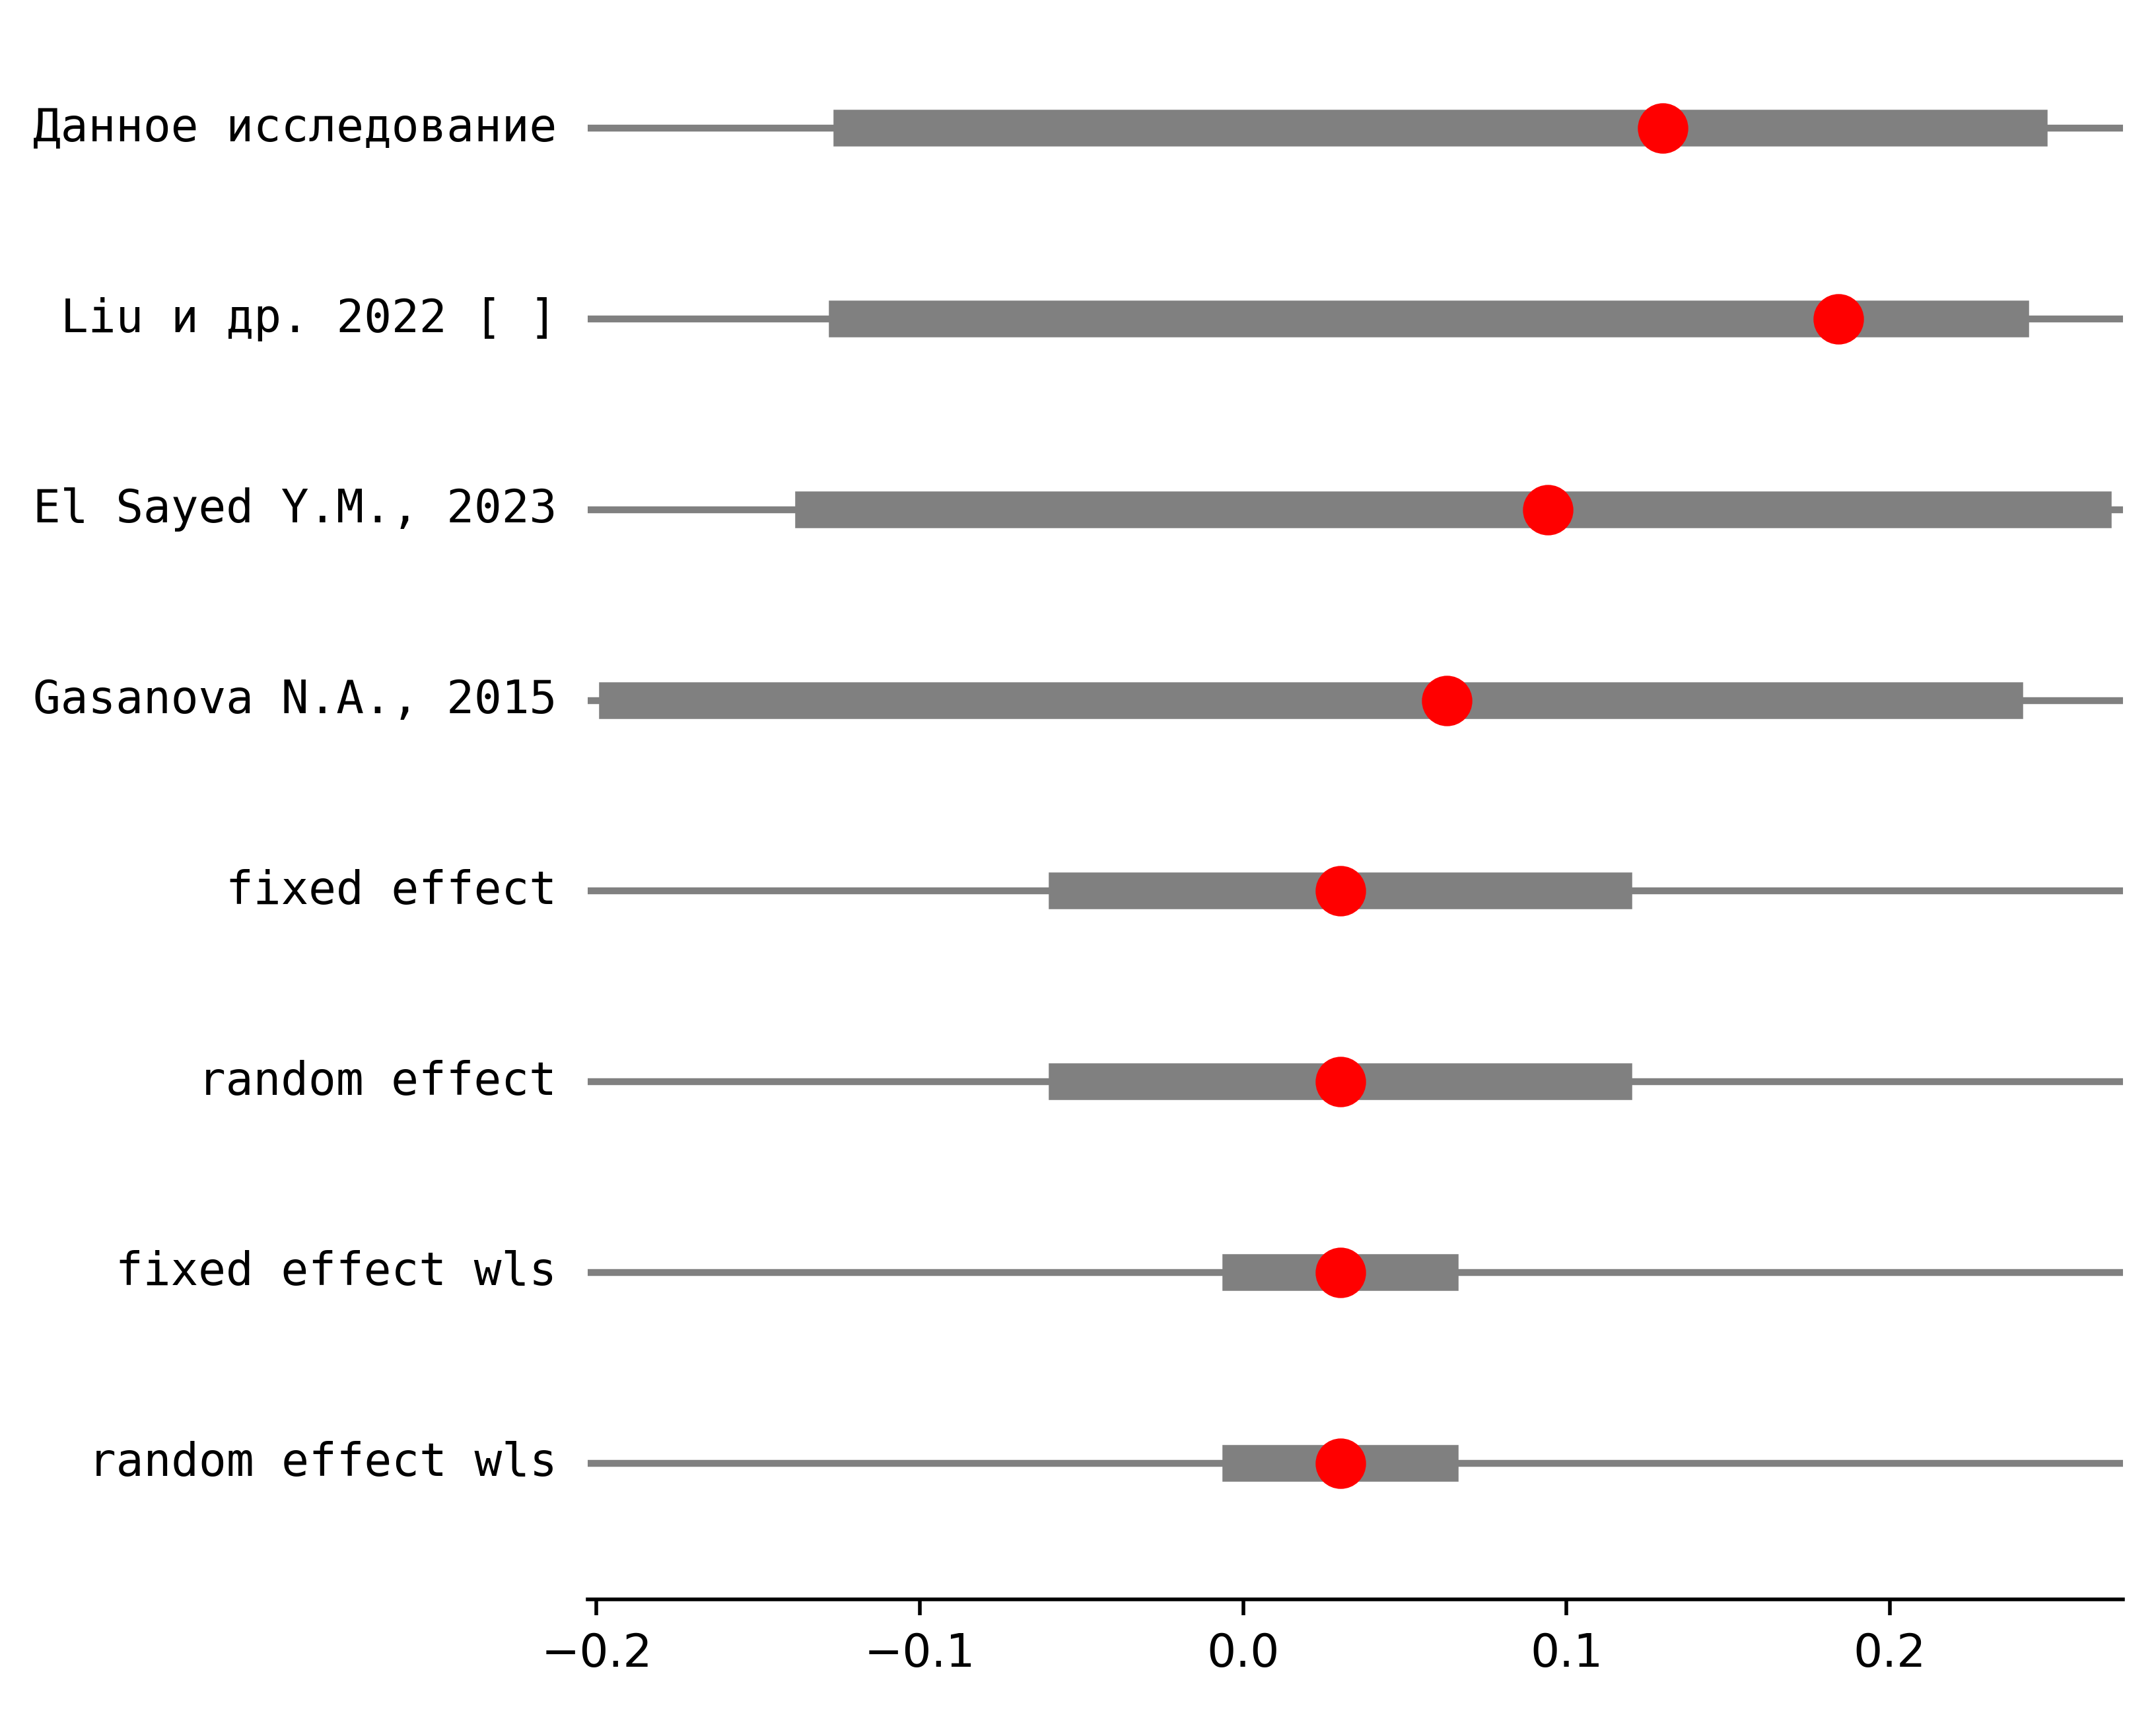 Данное исследование
Liu и др. 2022 [ ]
El Sayed Y.M., 2023
Gasanova N.A., 2015
fixed effect
random effect
fixed effect wls
random effect wls
−0.2 −0.1 0.0 0.1 0.2